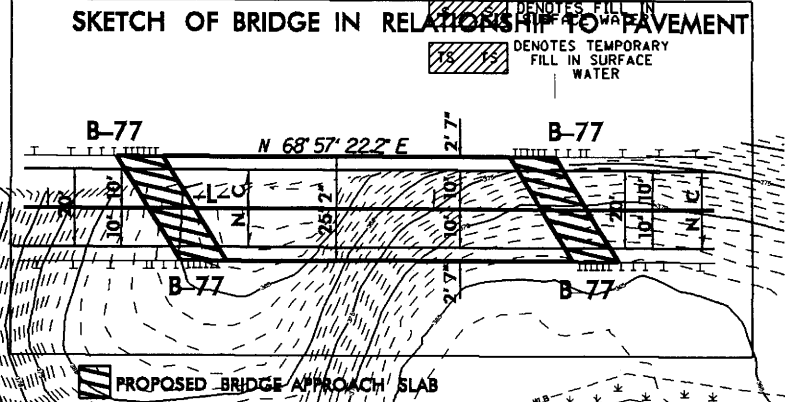 DENOTES FILL IN
SURFACE WATER
SKETCH OF BRIDGE IN RELATIONSHIP TO PAVEMENT
TS TS
DENOTES TEMPORARY
FILL IN SURFACE
WATER
B-77
N 68° 57' 22.2" E
2' 7"
B-77
20'
10' 10'
-L-
N C
25' 2"
10' 10'
20'
10' 10'
N C
B-77
2' 7"
B-77
PROPOSED BRIDGE APPROACH SLAB
WLB